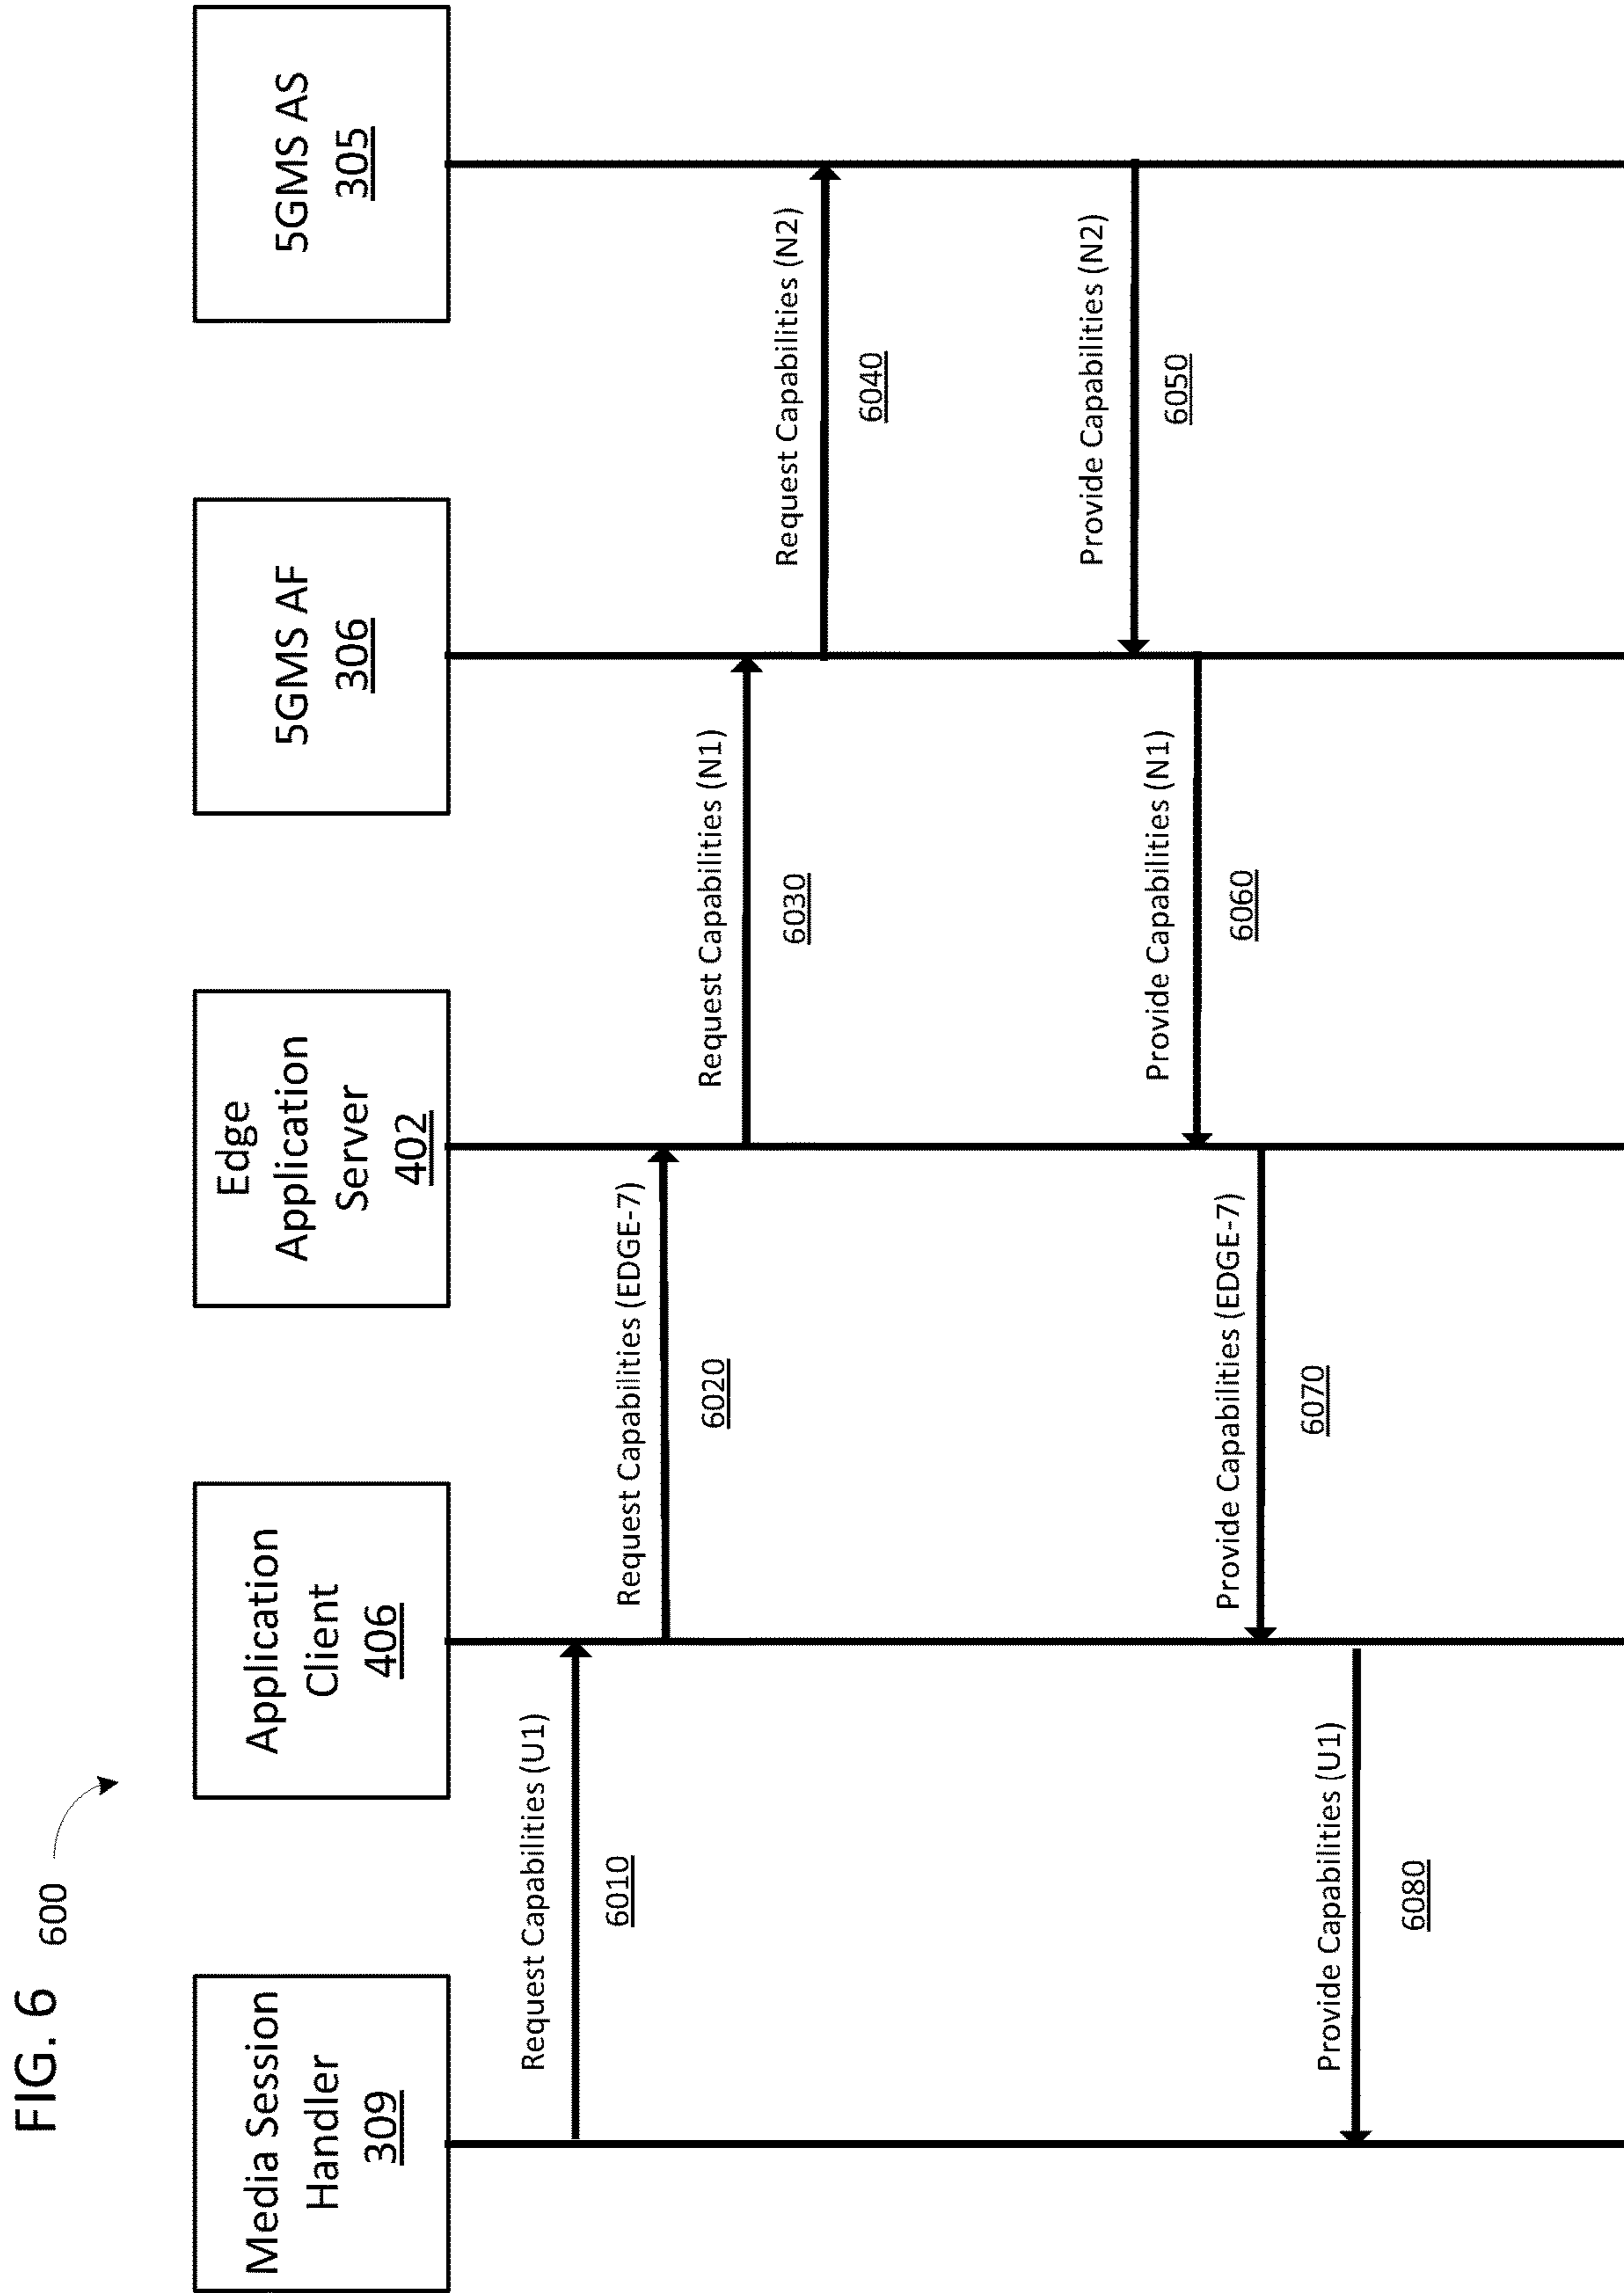 FIG. 6
600
Media Session
Handler
309
Application
Client
406
Edge
Application
Server
402
5GMS AF
306
5GMS AS
305
Request Capabilities (U1)
6010
Request Capabilities (EDGE-7)
6020
Request Capabilities (N1)
6030
Request Capabilities (N2)
6040
Provide Capabilities (N2)
6050
Provide Capabilities (N1)
6060
Provide Capabilities (EDGE-7)
6070
Provide Capabilities (U1)
6080